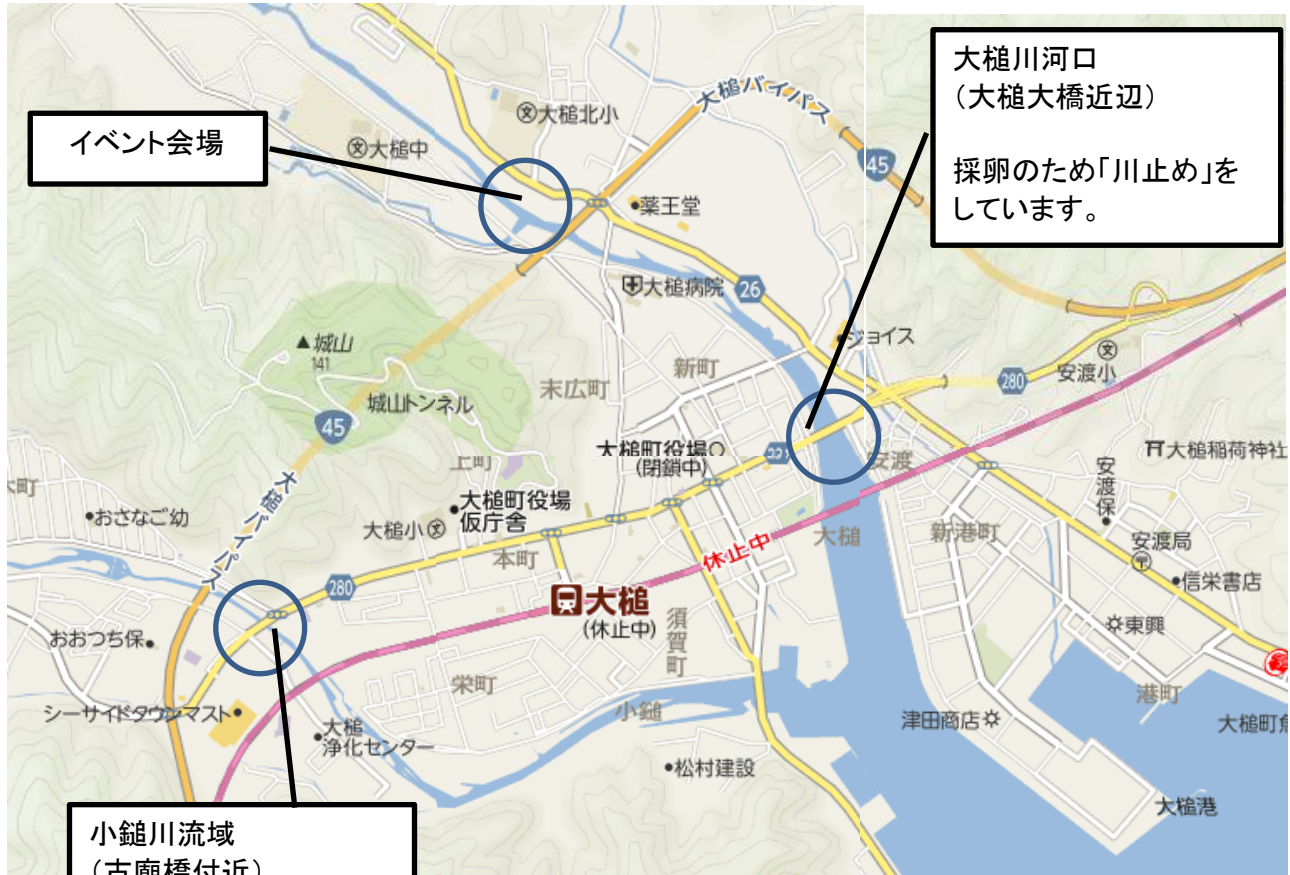 大槌川河口
（大槌大橋近辺）
採卵のため「川止め」を
しています。
イベント会場
大槌バイパス
㊫大槌北小
㊫大槌中
45
薬王堂
大槌病院
26
ジョイス
▲城山
141
新町
末広町
280
安渡小
城山トンネル
45
大槌町役場
(閉鎖中)
安渡
大槌稲荷神社
上町
大槌バイパス
おさなご幼
大槌町役場
仮庁舎
大槌小
安渡保
本町
休止中
大槌
新港町
安渡局
信栄書店
280
大槌
(休止中)
須賀町
東興
おおつち保
栄町
港町
シーサイドタウンマスト
小鎚
津田商店
大槌
浄化センター
松村建設
大槌港
小鎚川流域
（古廟橋付近）